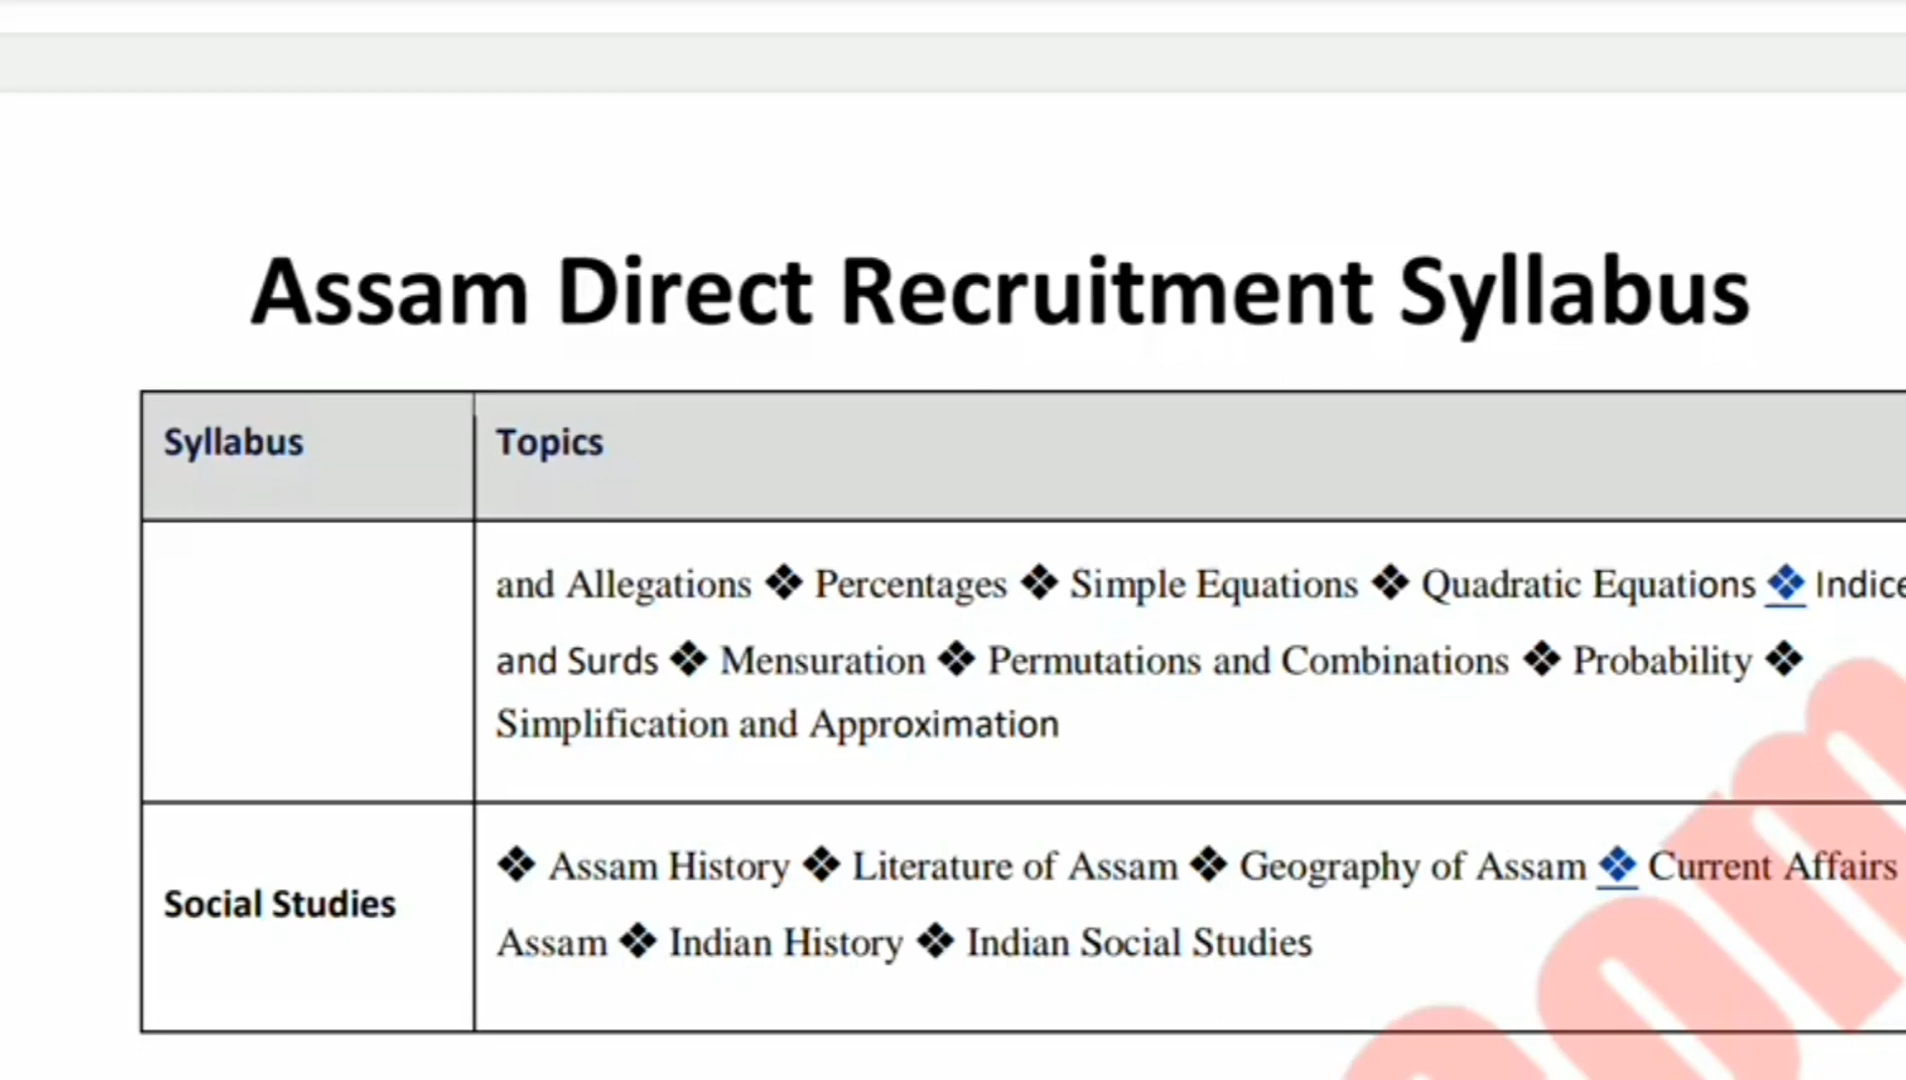 Assam Direct Recruitment Syllabus
Syllabus
Topics
and Allegations ❖ Percentages ❖ Simple Equations ❖ Quadratic Equations ❖ Indice
and Surds ❖ Mensuration ❖ Permutations and Combinations ❖ Probability ❖
Simplification and Approximation
Social Studies
❖ Assam History ❖ Literature of Assam ❖ Geography of Assam ❖ Current Affairs
Assam ❖ Indian History ❖ Indian Social Studies